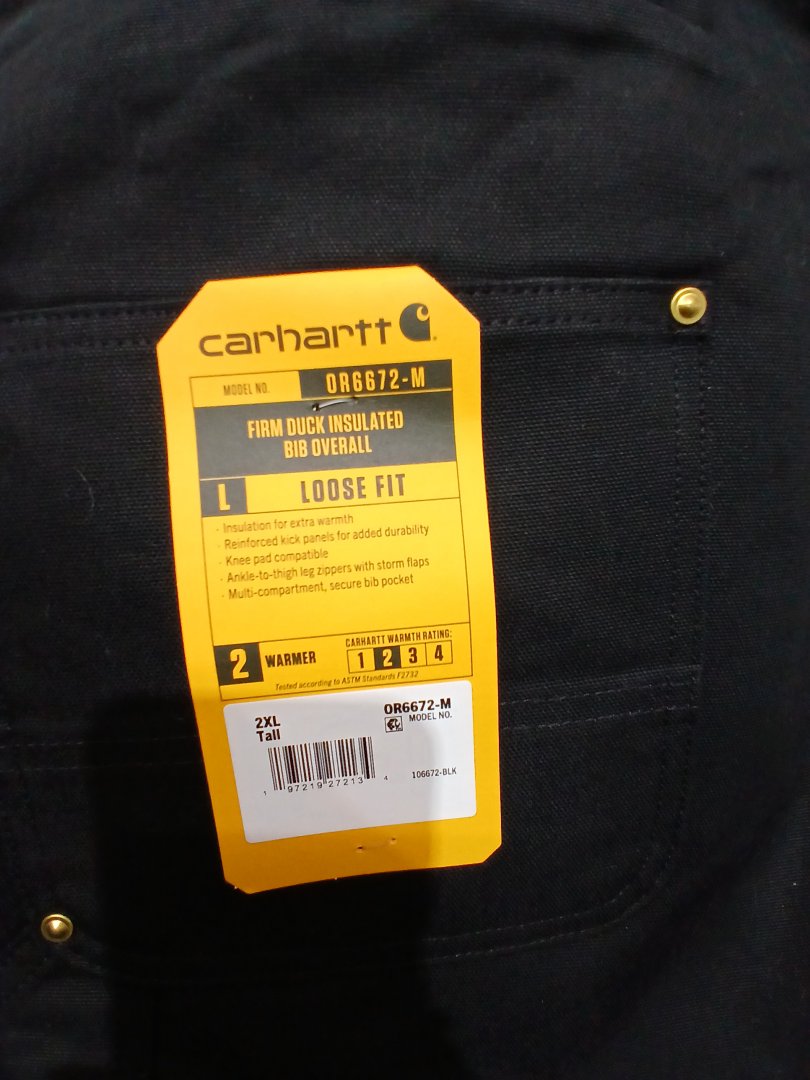 carhartt
MODEL NO. OR6672-M
FIRM DUCK INSULATED
BIB OVERALL
L LOOSE FIT
· Insulation for extra warmth
· Reinforced kick panels for added durability
· Knee pad compatible
· Ankle-to-thigh leg zippers with storm flaps
· Multi-compartment, secure bib pocket
CARHARTT WARMTH RATING:
2 WARMER 1 2 3 4
Tested according to ASTM Standards F2732
2XL OR6672-M
Tall MODEL NO.
1 97219 27213 4
106672-BLK